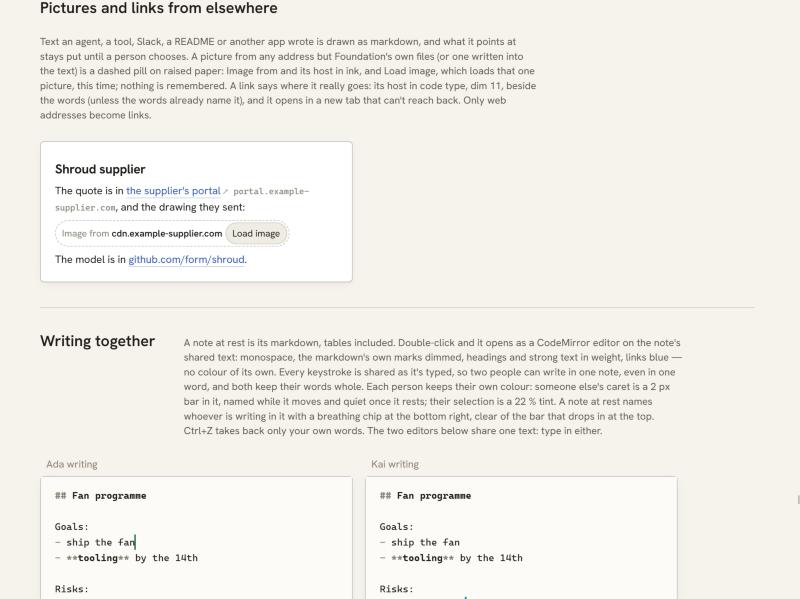 Pictures and links from elsewhere
Text an agent, a tool, Slack, a README or another app wrote is drawn as markdown, and what it points at
stays put until a person chooses. A picture from any address but Foundation's own files (or one written into
the text) is a dashed pill on raised paper: Image from and its host in ink, and Load image, which loads that one
picture, this time; nothing is remembered. A link says where it really goes: its host in code type, dim 11, beside
the words (unless the words already name it), and it opens in a new tab that can't reach back. Only web
addresses become links.
Shroud supplier
The quote is in the supplier's portal ↗ portal.example-
supplier.com, and the drawing they sent:
Image from cdn.example-supplier.com Load image
The model is in github.com/form/shroud.
Writing together
A note at rest is its markdown, tables included. Double-click and it opens as a CodeMirror editor on the note's
shared text: monospace, the markdown's own marks dimmed, headings and strong text in weight, links blue —
no colour of its own. Every keystroke is shared as it's typed, so two people can write in one note, even in one
word, and both keep their words whole. Each person keeps their own colour: someone else's caret is a 2 px
bar in it, named while it moves and quiet once it rests; their selection is a 22 % tint. A note at rest names
whoever is writing in it with a breathing chip at the bottom right, clear of the bar that drops in at the top.
Ctrl+Z takes back only your own words. The two editors below share one text: type in either.
Ada writing
## Fan programme
Goals:
- ship the fan
- **tooling** by the 14th
Risks:
Kai writing
## Fan programme
Goals:
- ship the fan
- **tooling** by the 14th
Risks: